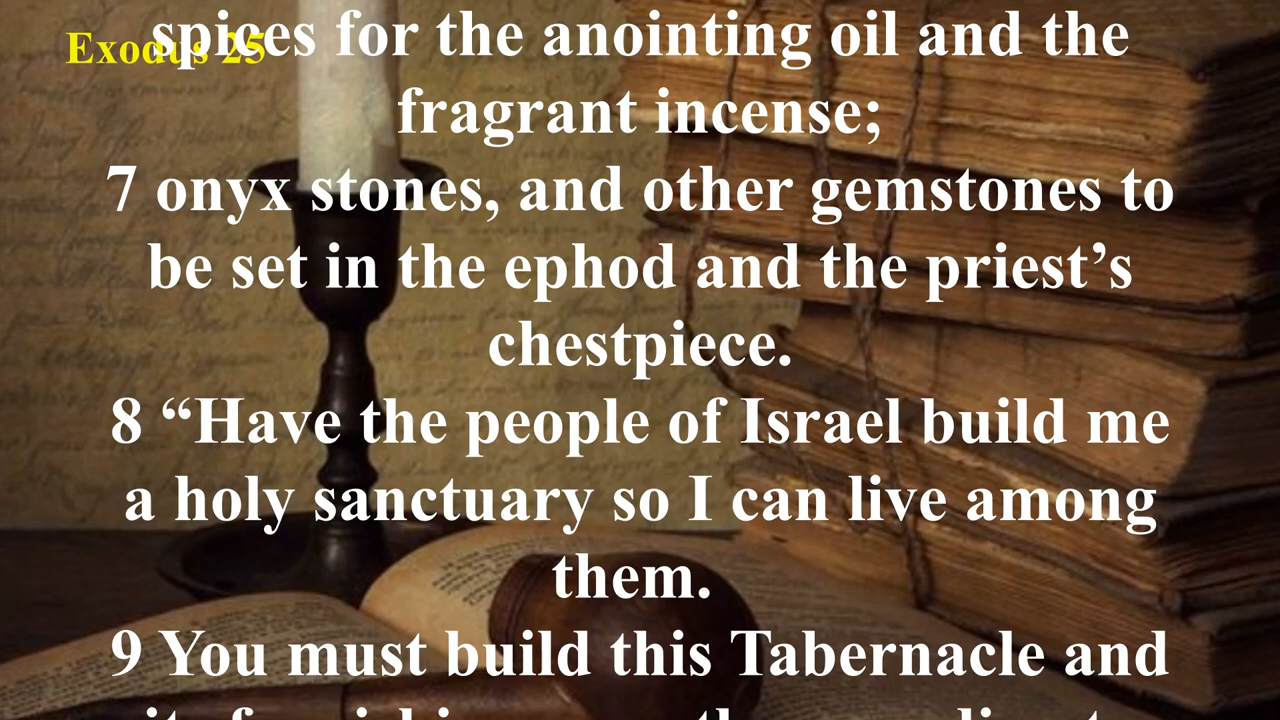 Exodus 25
spices for the anointing oil and the
fragrant incense;
7 onyx stones, and other gemstones to
be set in the ephod and the priest’s
chestpiece.
8 “Have the people of Israel build me
a holy sanctuary so I can live among
them.
9 You must build this Tabernacle and